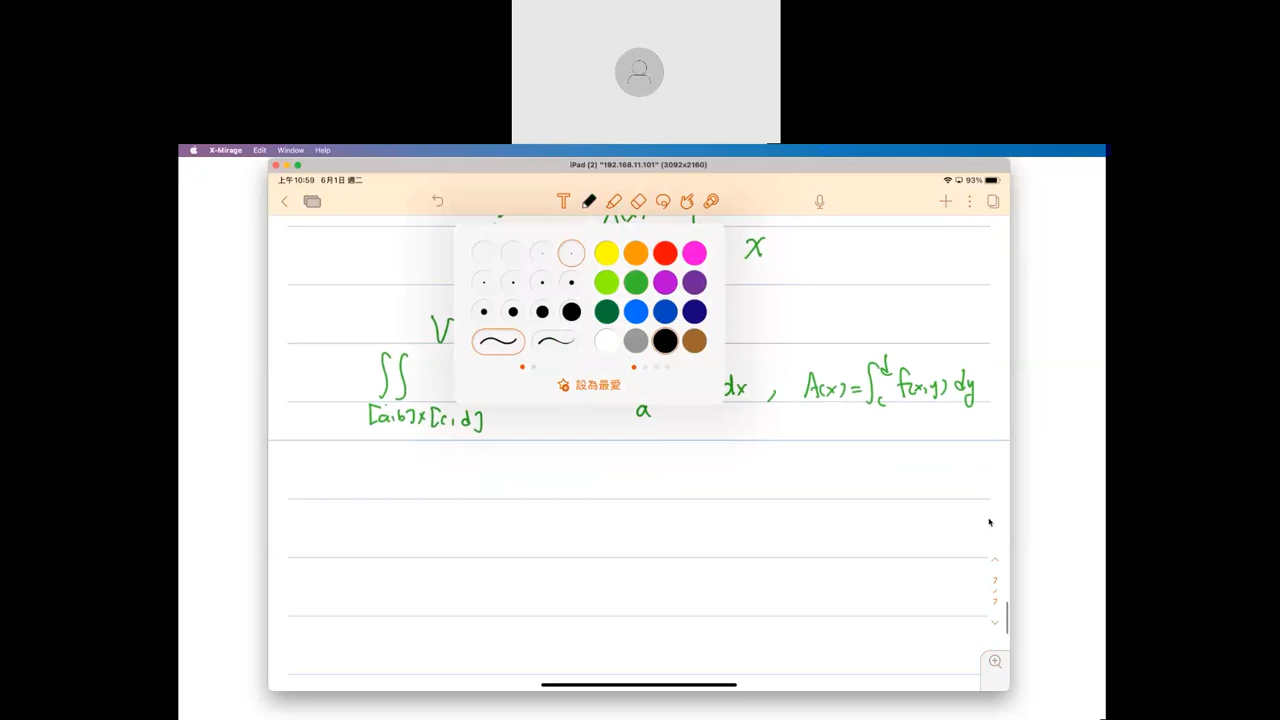 X-Mirage Edit Window Help
iPad (2) "192.168.11.101" (3092x2160)
上午10:59 6月1日 週二
93%
T
x
V
∬ dx , A(x)=∫_c^d f(x,y) dy
[a,b]×[c,d] a
設為最愛
7
7